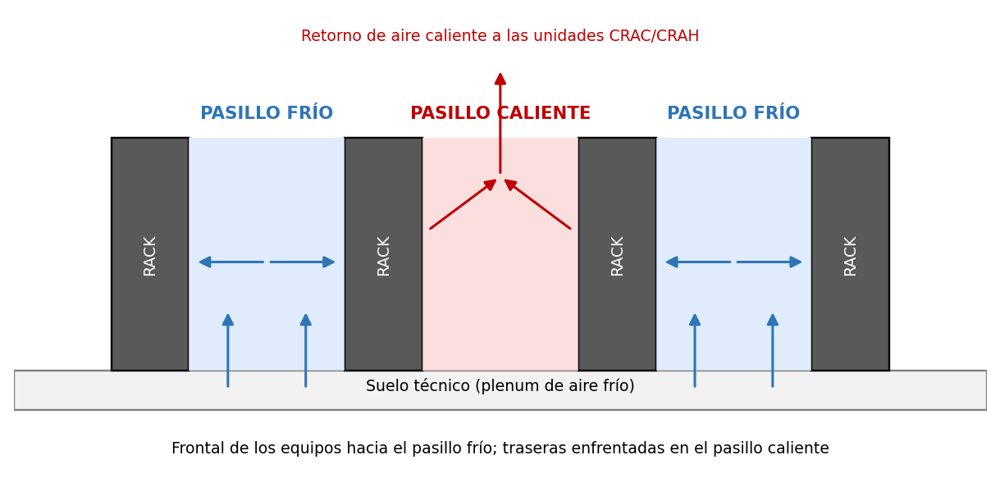 Retorno de aire caliente a las unidades CRAC/CRAH
PASILLO FRÍO
PASILLO CALIENTE
PASILLO FRÍO
RACK
RACK
RACK
RACK
Suelo técnico (plenum de aire frío)
Frontal de los equipos hacia el pasillo frío; traseras enfrentadas en el pasillo caliente